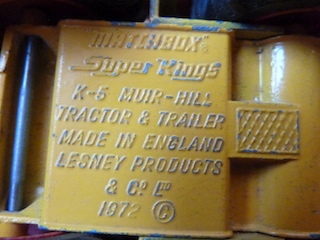 MATCHBOX
Super Kings
K-5 MUIR-HILL
TRACTOR & TRAILER
MADE IN ENGLAND
LESNEY PRODUCTS
& Co LTD
1972 ©